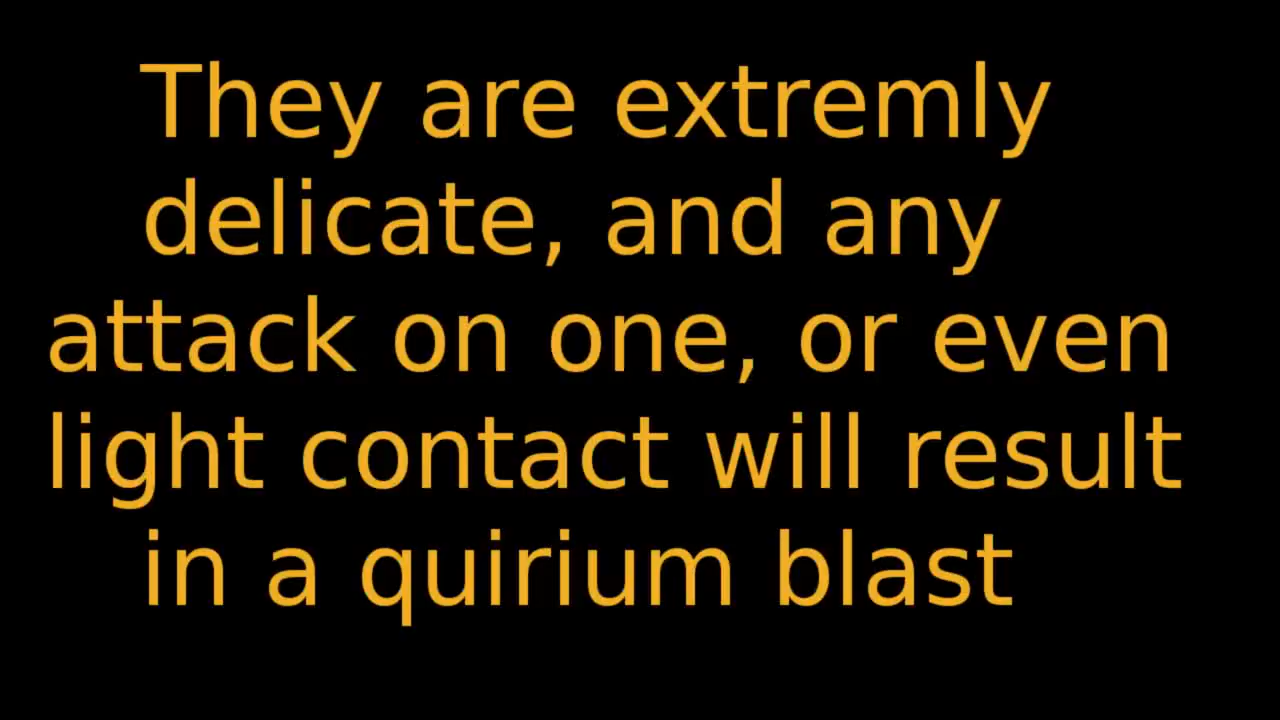 They are extremly
delicate, and any
attack on one, or even
light contact will result
in a quirium blast